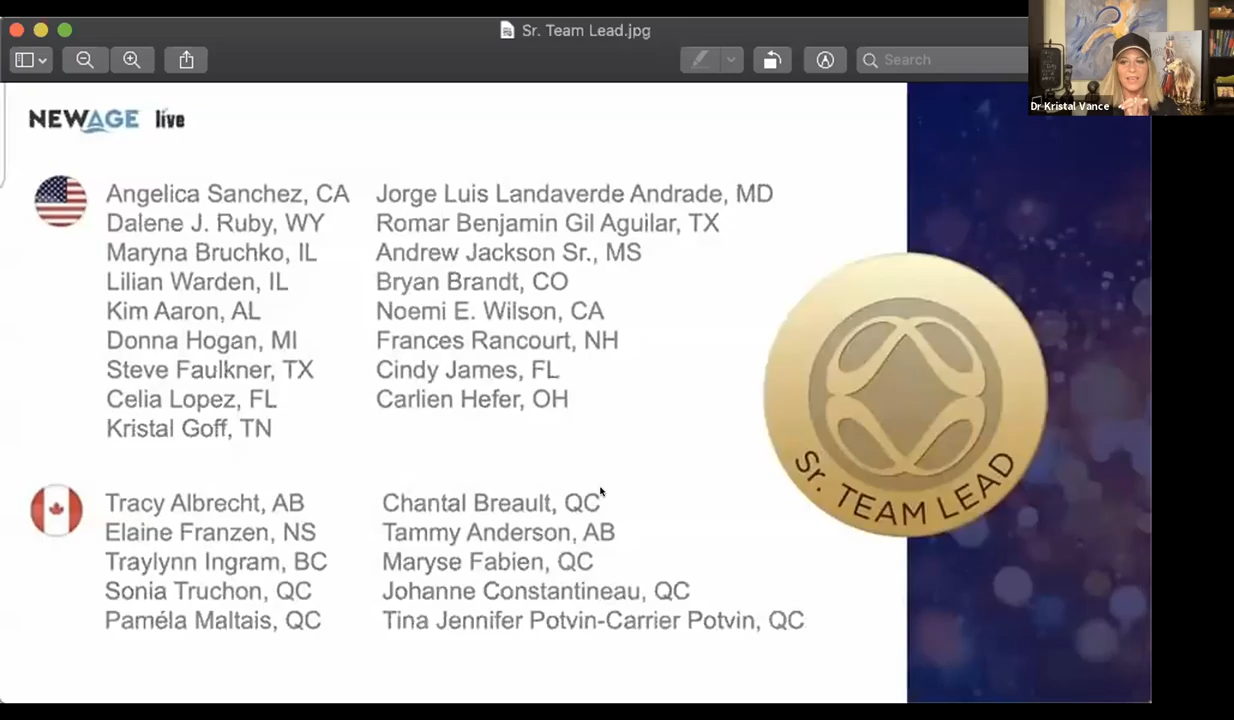 Sr. Team Lead.jpg
Search
Dr Kristal Vance
NEWAGE live
Angelica Sanchez, CA
Dalene J. Ruby, WY
Maryna Bruchko, IL
Lilian Warden, IL
Kim Aaron, AL
Donna Hogan, MI
Steve Faulkner, TX
Celia Lopez, FL
Kristal Goff, TN
Jorge Luis Landaverde Andrade, MD
Romar Benjamin Gil Aguilar, TX
Andrew Jackson Sr., MS
Bryan Brandt, CO
Noemi E. Wilson, CA
Frances Rancourt, NH
Cindy James, FL
Carlien Hefer, OH
Tracy Albrecht, AB
Elaine Franzen, NS
Traylynn Ingram, BC
Sonia Truchon, QC
Paméla Maltais, QC
Chantal Breault, QC
Tammy Anderson, AB
Maryse Fabien, QC
Johanne Constantineau, QC
Tina Jennifer Potvin-Carrier Potvin, QC
Sr. TEAM LEAD